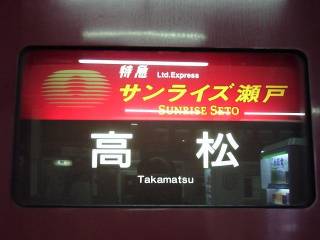 特急 Ltd.Express
サンライズ瀬戸
SUNRISE SETO
高 松
Takamatsu